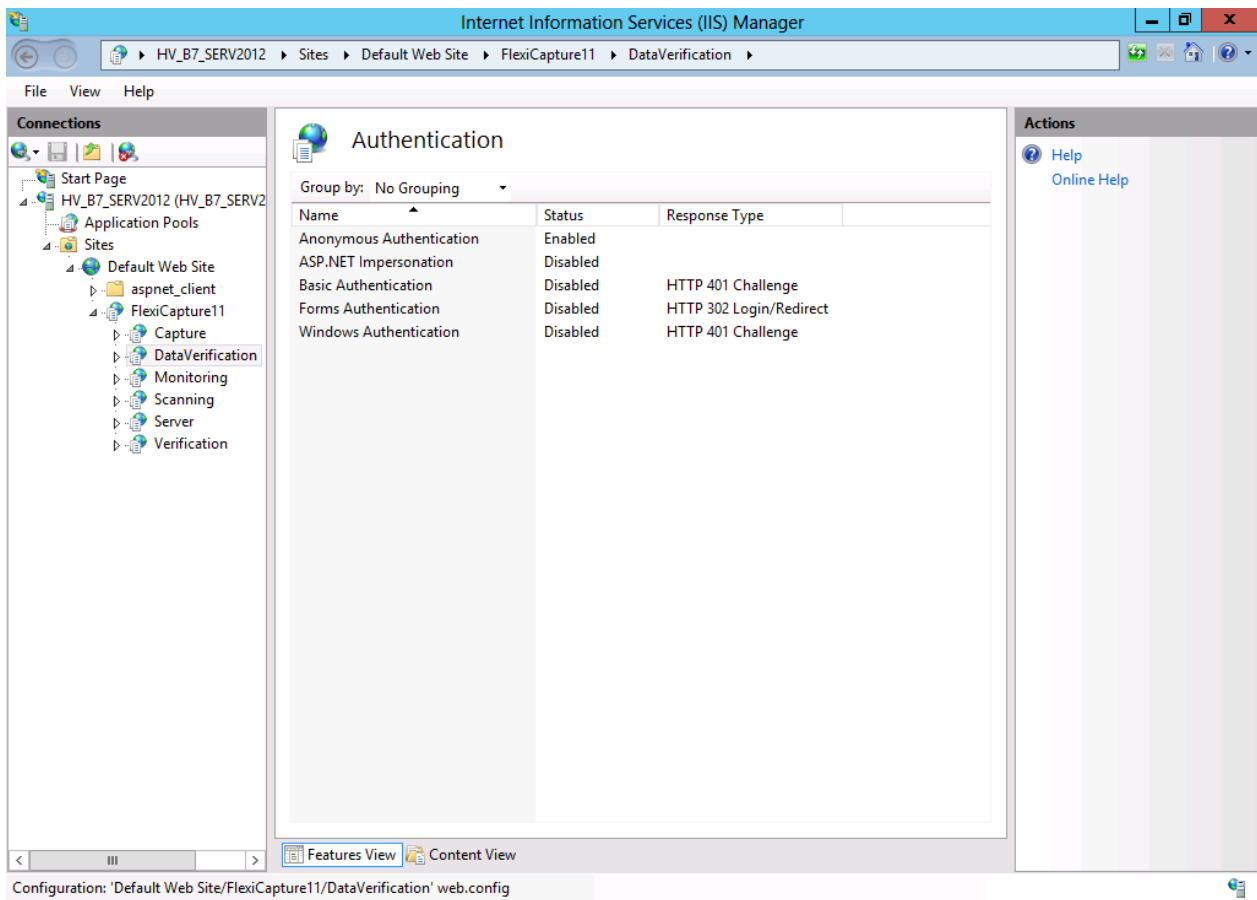 Internet Information Services (IIS) Manager
HV_B7_SERV2012 Sites Default Web Site FlexiCapture11 DataVerification
File View Help
Connections
Start Page
HV_B7_SERV2012 (HV_B7_SERV2
Application Pools
Sites
Default Web Site
aspnet_client
FlexiCapture11
Capture
DataVerification
Monitoring
Scanning
Server
Verification
Authentication
Group by: No Grouping
Name Status Response Type
Anonymous Authentication Enabled
ASP.NET Impersonation Disabled
Basic Authentication Disabled HTTP 401 Challenge
Forms Authentication Disabled HTTP 302 Login/Redirect
Windows Authentication Disabled HTTP 401 Challenge
Features View Content View
Actions
Help
Online Help
Configuration: 'Default Web Site/FlexiCapture11/DataVerification' web.config